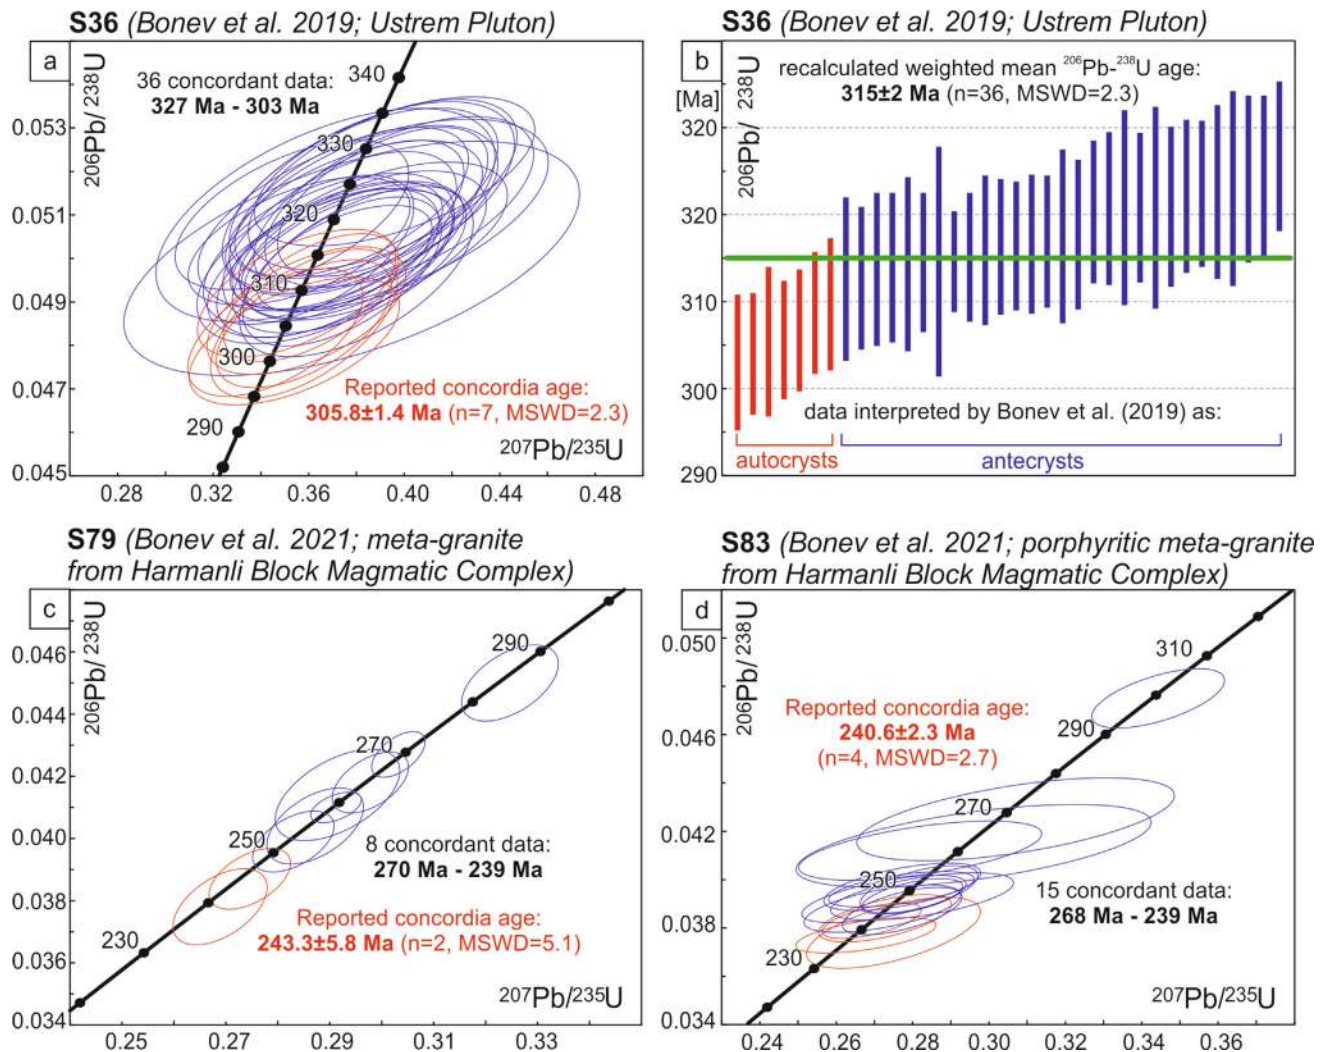 S36 (Bonev et al. 2019; Ustrem Pluton)
a
206Pb/238U
36 concordant data:
327 Ma - 303 Ma
340
330
320
310
300
290
0.053
0.051
0.049
0.047
0.045
Reported concordia age:
305.8±1.4 Ma (n=7, MSWD=2.3)
207Pb/235U
0.28 0.32 0.36 0.40 0.44 0.48
S36 (Bonev et al. 2019; Ustrem Pluton)
b
[Ma]
206Pb/238U
recalculated weighted mean 206Pb-238U age:
315±2 Ma (n=36, MSWD=2.3)
320
320
310
300
290
data interpreted by Bonev et al. (2019) as:
autocrysts antecrysts
S79 (Bonev et al. 2021; meta-granite
from Harmanli Block Magmatic Complex)
c
206Pb/238U
290
270
250
230
0.046
0.044
0.042
0.040
0.038
0.036
0.034
8 concordant data:
270 Ma - 239 Ma
Reported concordia age:
243.3±5.8 Ma (n=2, MSWD=5.1)
207Pb/235U
0.25 0.27 0.29 0.31 0.33
S83 (Bonev et al. 2021; porphyritic meta-granite
from Harmanli Block Magmatic Complex)
d
206Pb/238U
310
290
270
250
230
0.050
0.046
0.042
0.038
0.034
Reported concordia age:
240.6±2.3 Ma
(n=4, MSWD=2.7)
15 concordant data:
268 Ma - 239 Ma
207Pb/235U
0.24 0.26 0.28 0.30 0.32 0.34 0.36